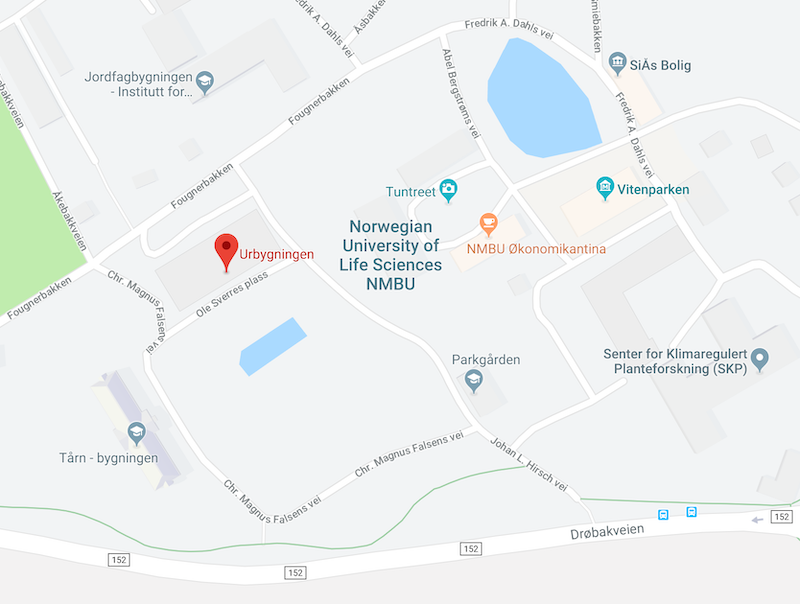 Fredrik A. Dahls vei
Åsbakken
Fredrik A. Dahls vei
SiÅs Bolig
Jordfagbygningen
- Institutt for...
Abel Bergstrøms vei
Fredrik A. Dahls vei
Fougnerbakken
Åkebakkveien
Fougnerbakken
Tuntreet
Vitenparken
Norwegian
University of
Life Sciences
NMBU
NMBU Økonomikantina
Urbygningen
Ole Sverres plass
Chr. Magnus Falsens vei
Fougnerbakken
Parkgården
Senter for Klimaregulert
Planteforskning (SKP)
Tårn - bygningen
Chr. Magnus Falsens vei
Johan L. Hirsch vei
Chr. Magnus Falsens vei
152
Drøbakveien
152
152
152